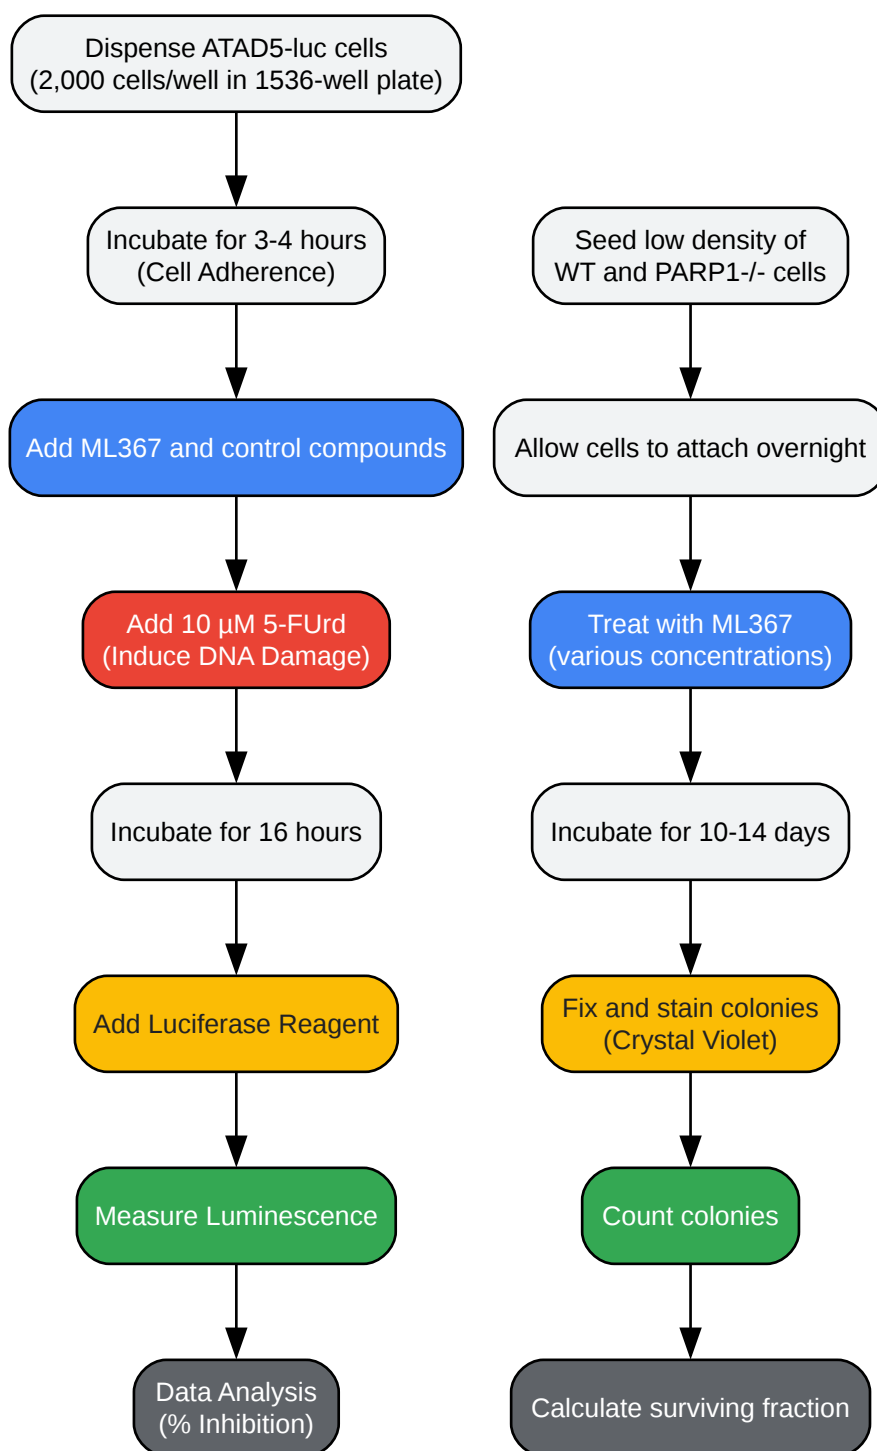 Dispense ATAD5-luc cells
(2,000 cells/well in 1536-well plate)
Incubate for 3-4 hours
(Cell Adherence)
Add ML367 and control compounds
Add 10 µM 5-FUrd
(Induce DNA Damage)
Incubate for 16 hours
Add Luciferase Reagent
Measure Luminescence
Data Analysis
(% Inhibition)
Seed low density of
WT and PARP1-/- cells
Allow cells to attach overnight
Treat with ML367
(various concentrations)
Incubate for 10-14 days
Fix and stain colonies
(Crystal Violet)
Count colonies
Calculate surviving fraction